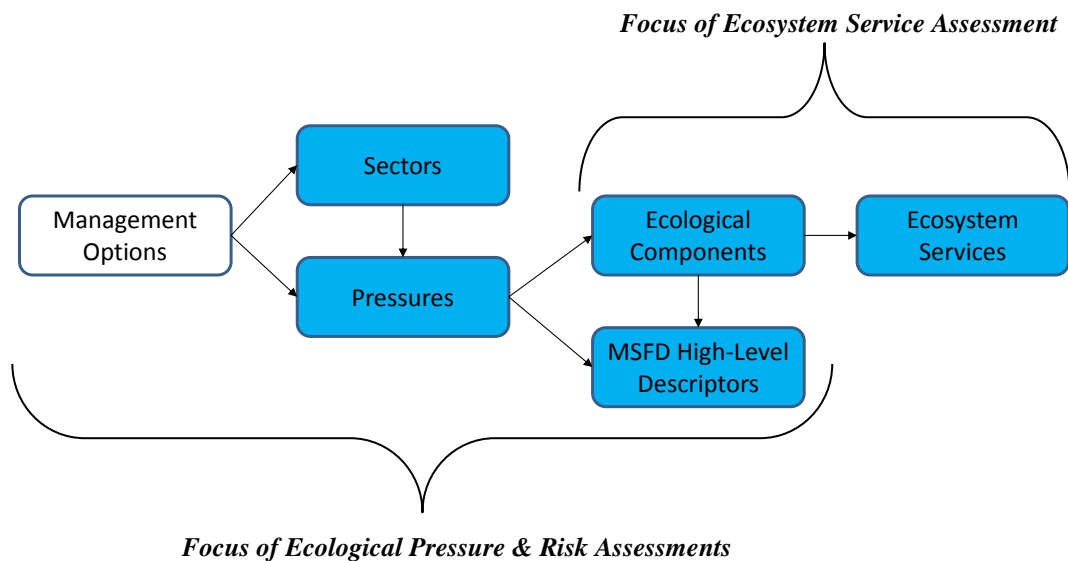 Focus of Ecosystem Service Assessment
Sectors
Management
Options
Ecological
Components
Ecosystem
Services
Pressures
MSFD High-Level
Descriptors
Focus of Ecological Pressure & Risk Assessments